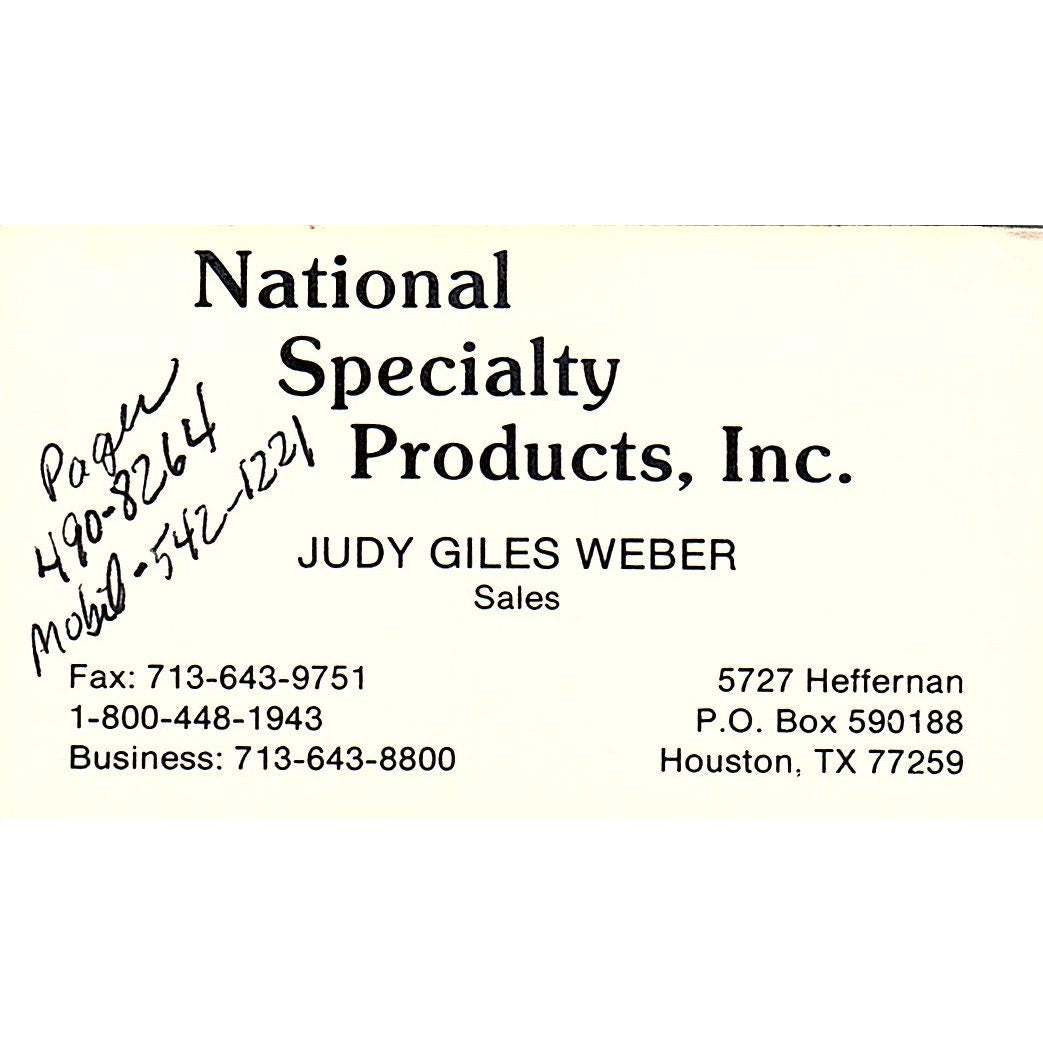 National
Specialty
Products, Inc.
Pager
490-8264
Mobil-542-1221
JUDY GILES WEBER
Sales
Fax: 713-643-9751
1-800-448-1943
Business: 713-643-8800
5727 Heffernan
P.O. Box 590188
Houston, TX 77259